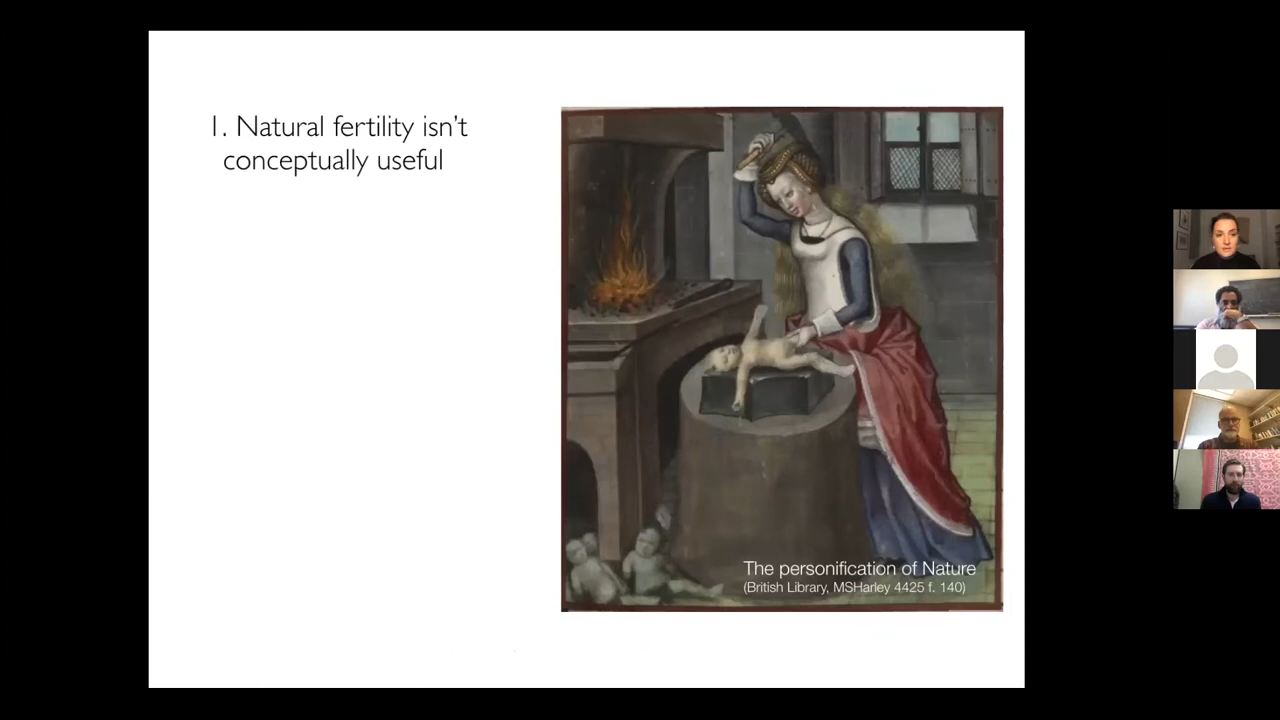 1. Natural fertility isn't
conceptually useful
The personification of Nature
(British Library, MSHarley 4425 f. 140)